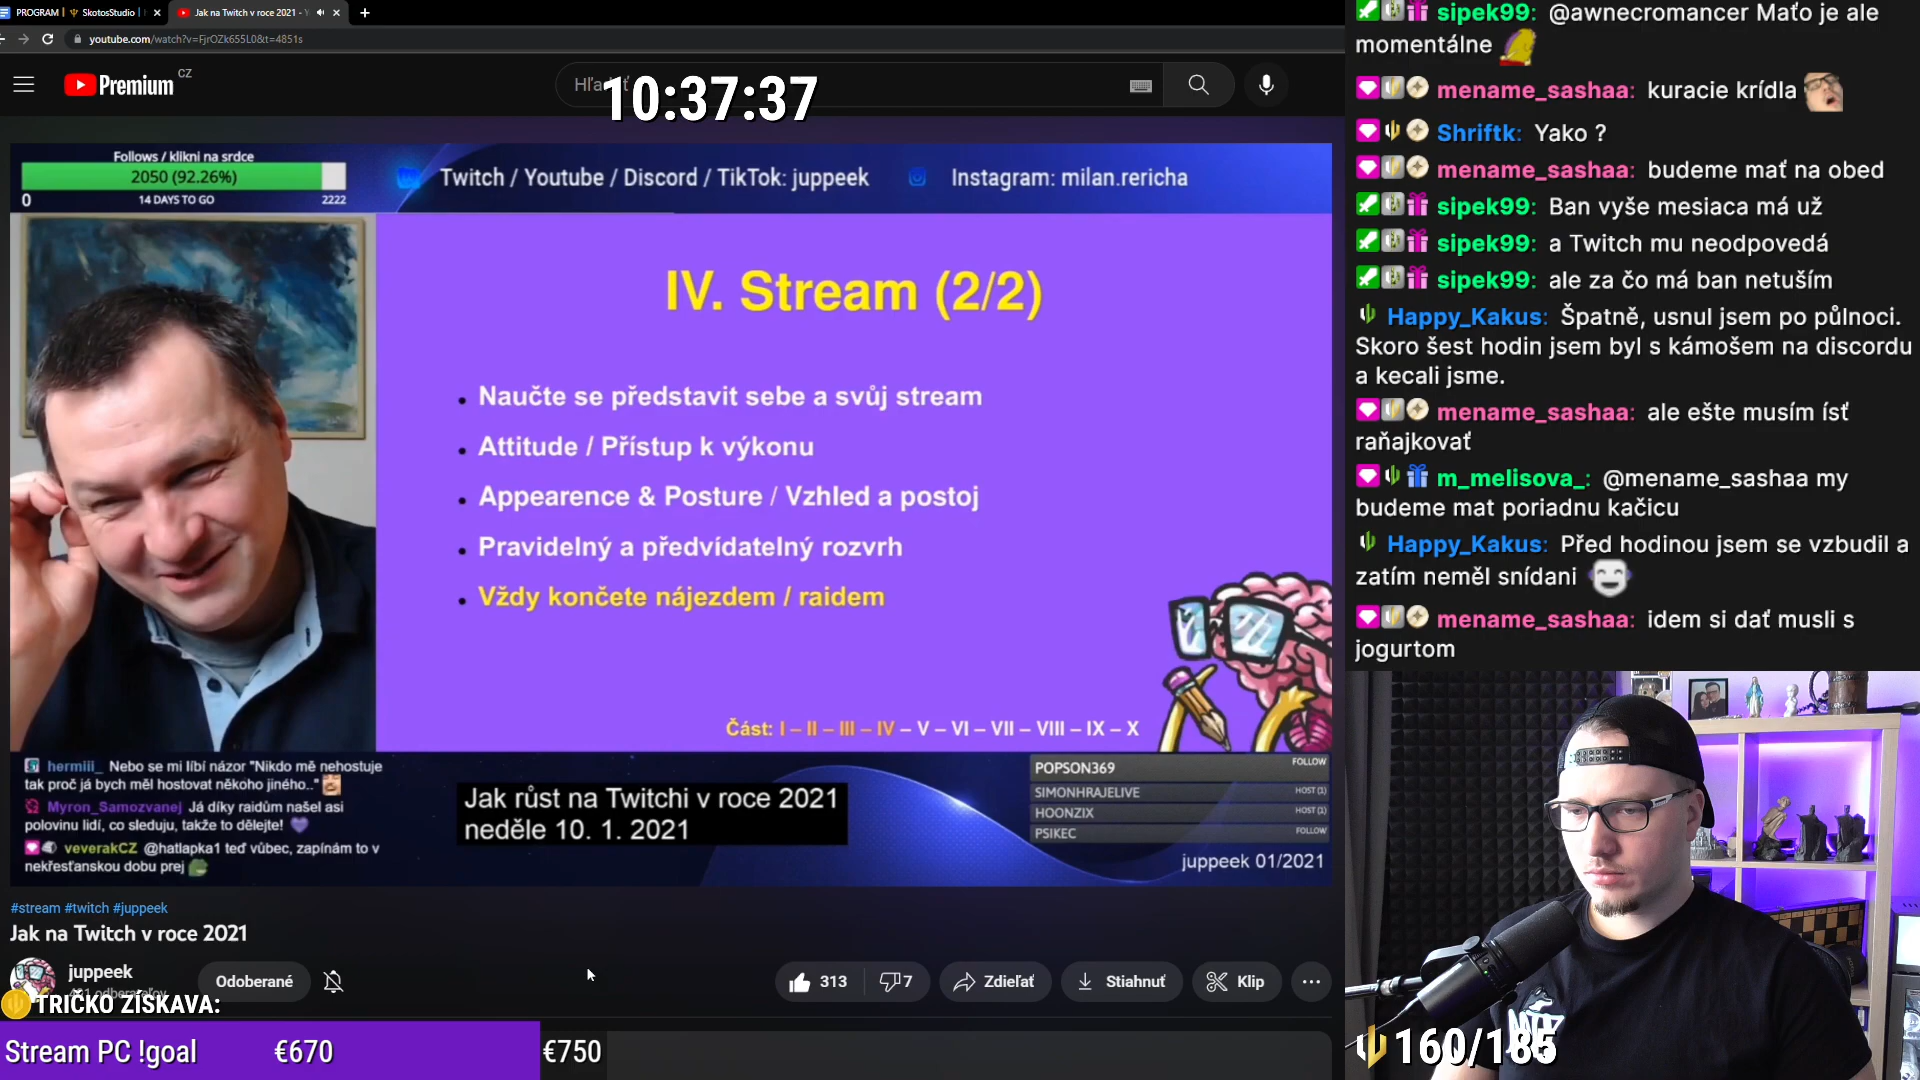 PROGRAM | SkotosStudio |
Jak na Twitch v roce 2021 - Y
youtube.com/watch?v=FjrOZk655L0&t=4851s
Premium CZ
10:37:37
Follows / klikni na srdce
2050 (92.26%)
0 14 DAYS TO GO 2222
Twitch / Youtube / Discord / TikTok: juppeek
Instagram: milan.rericha
IV. Stream (2/2)
Naučte se představit sebe a svůj stream
Attitude / Přístup k výkonu
Appearence & Posture / Vzhled a postoj
Pravidelný a předvídatelný rozvrh
Vždy končete nájezdem / raidem
Část: I – II – III – IV – V – VI – VII – VIII – IX – X
hermiii_ Nebo se mi líbí názor "Nikdo mě nehostuje
tak proč já bych měl hostovat někoho jiného.."
Myron_Samozvanej Já díky raidům našel asi
polovinu lidí, co sleduju, takže to dělejte!
veverakCZ @hatlapka1 teď vůbec, zapínám to v
nekřesťanskou dobu prej
Jak růst na Twitchi v roce 2021
neděle 10. 1. 2021
POPSON369 FOLLOW
SIMONHRAJELIVE HOST (1)
HOONZIX HOST (1)
PSIKEC FOLLOW
juppeek 01/2021
#stream #twitch #juppeek
Jak na Twitch v roce 2021
juppeek
Odoberané
313
7
Zdieľať
Stiahnuť
Klip
TRIČKO ZÍSKAVA:
Stream PC !goal €670 €750
sipek99: @awnecromancer Maťo je ale
momentálne
mename_sashaa: kuracie krídla
Shriftk: Yako ?
mename_sashaa: budeme mať na obed
sipek99: Ban vyše mesiaca má už
sipek99: a Twitch mu neodpovedá
sipek99: ale za čo má ban netuším
Happy_Kakus: Špatně, usnul jsem po půlnoci.
Skoro šest hodin jsem byl s kámošem na discordu
a kecali jsme.
mename_sashaa: ale ešte musím ísť
raňajkovať
m_melisova_: @mename_sashaa my
budeme mat poriadnu kačicu
Happy_Kakus: Před hodinou jsem se vzbudil a
zatím neměl snídani
mename_sashaa: idem si dať musli s
jogurtom
160/185